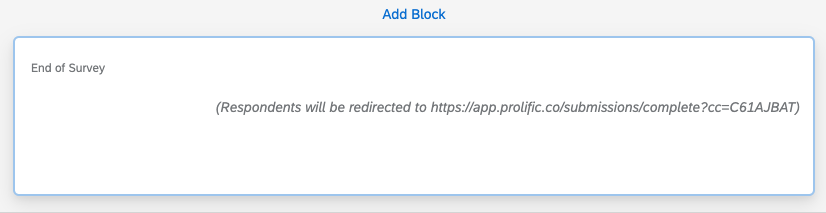 Add Block
End of Survey
(Respondents will be redirected to https://app.prolific.co/submissions/complete?cc=C61AJBAT)